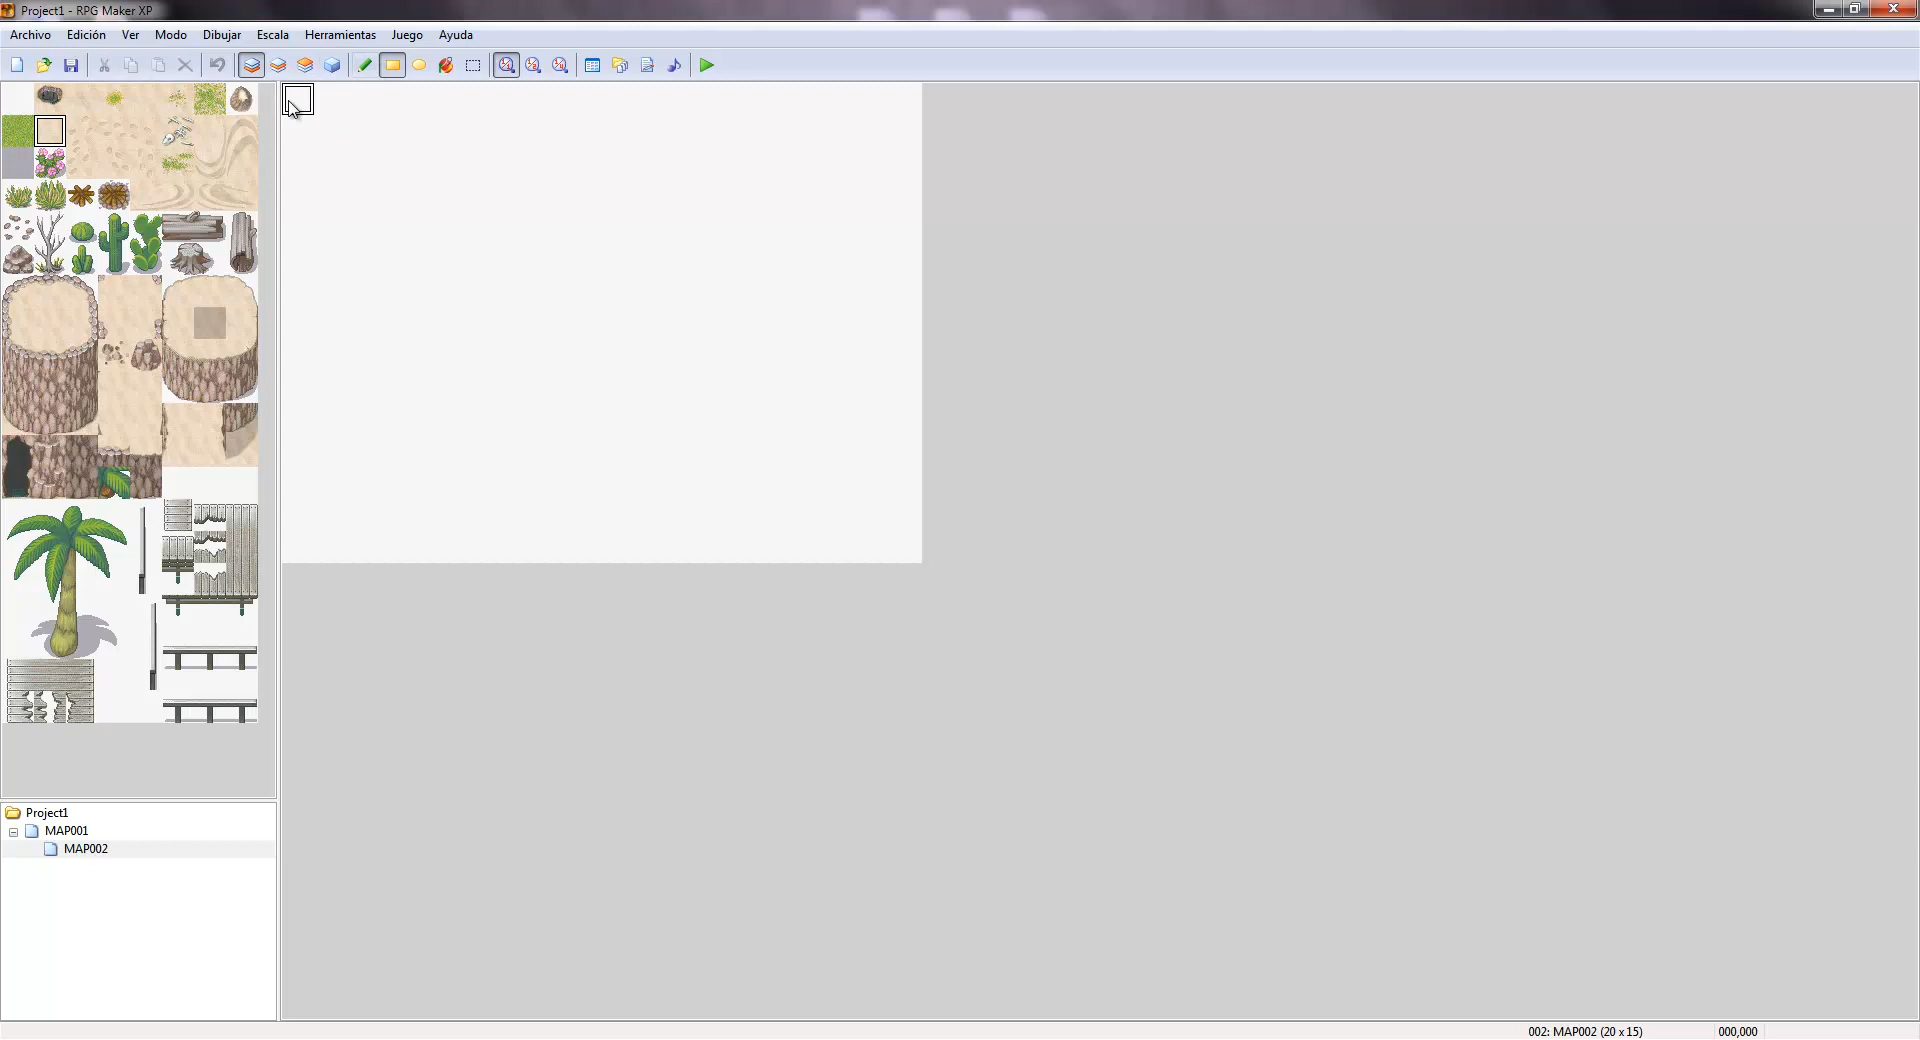 Project1 - RPG Maker XP
Archivo Edición Ver Modo Dibujar Escala Herramientas Juego Ayuda
Project1
MAP001
MAP002
002: MAP002 (20 x 15) 000,000